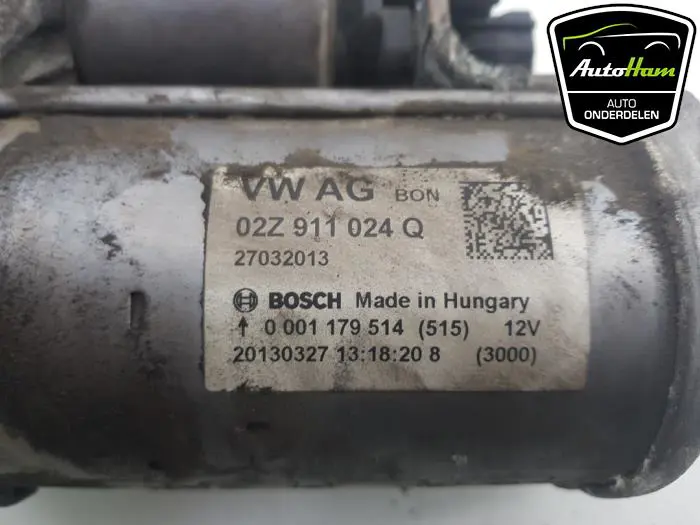 AutoHam
AUTO
ONDERDELEN
VW AG BON
02Z 911 024 Q
27032013
BOSCH Made in Hungary
↑ 0 001 179 514 (515) 12V
20130327 13:18:20 8 (3000)